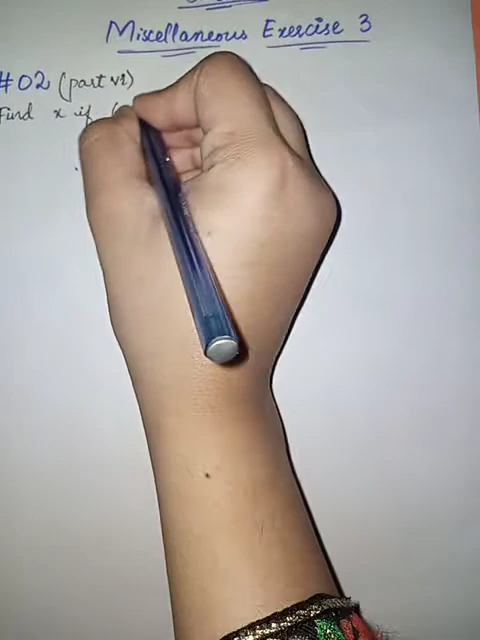 Miscellaneous Exercise 3
#02 (part vi)
Find x if (